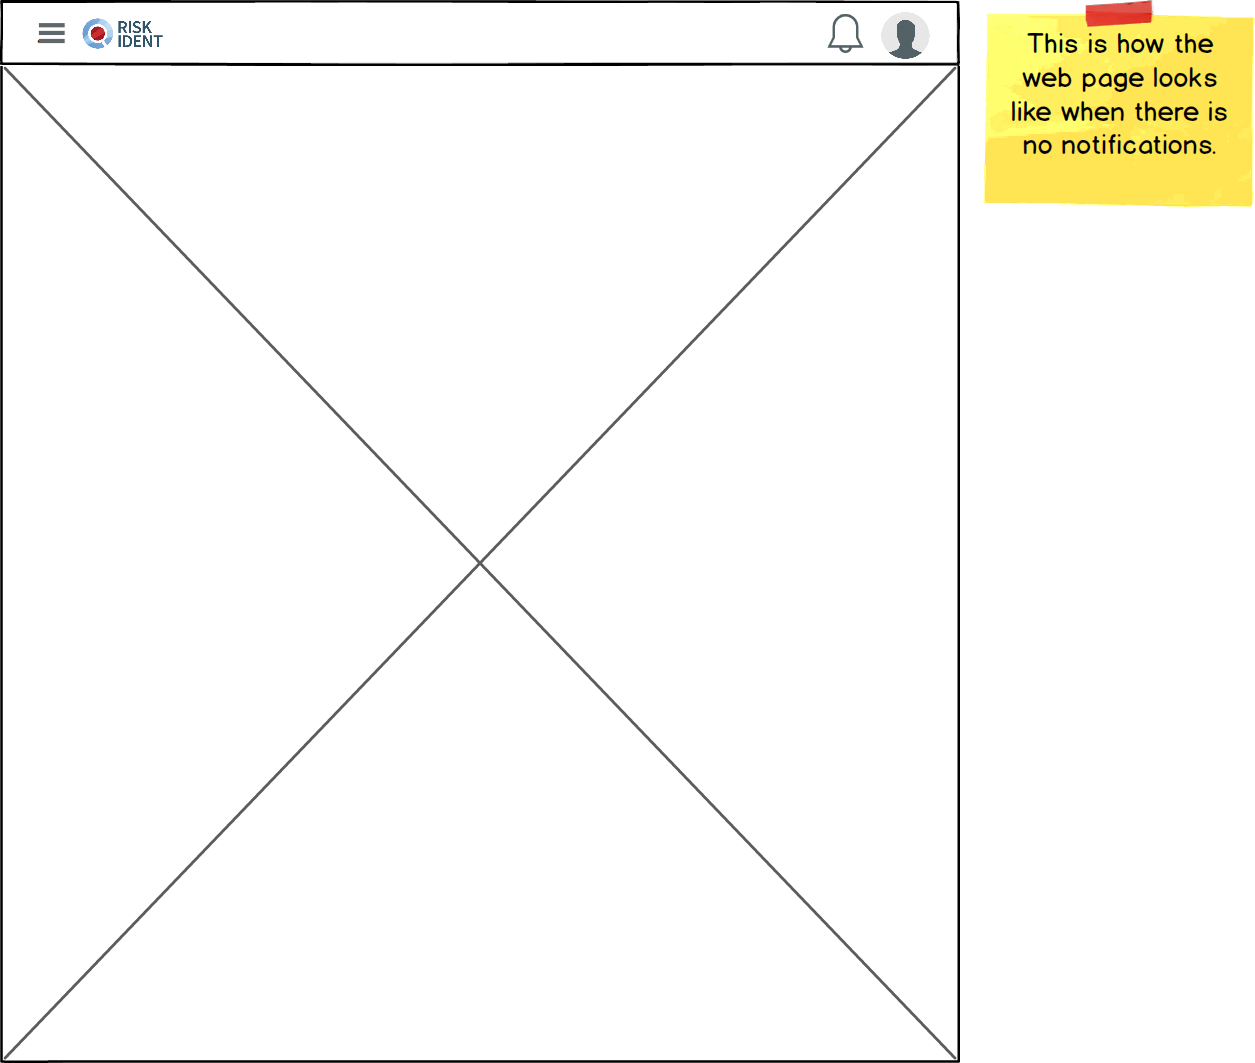 RISK
IDENT
This is how the
web page looks
like when there is
no notifications.